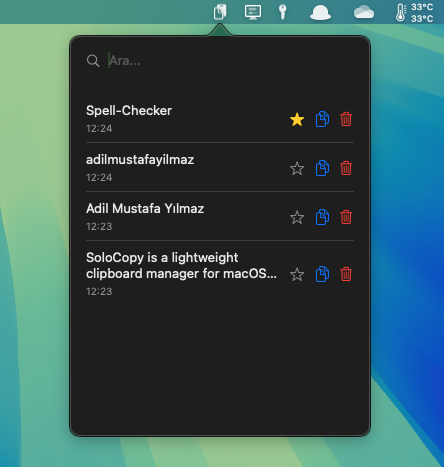 33°C
33°C
Ara...
Spell-Checker
12:24
adilmustafayilmaz
12:24
Adil Mustafa Yılmaz
12:23
SoloCopy is a lightweight
clipboard manager for macOS...
12:23